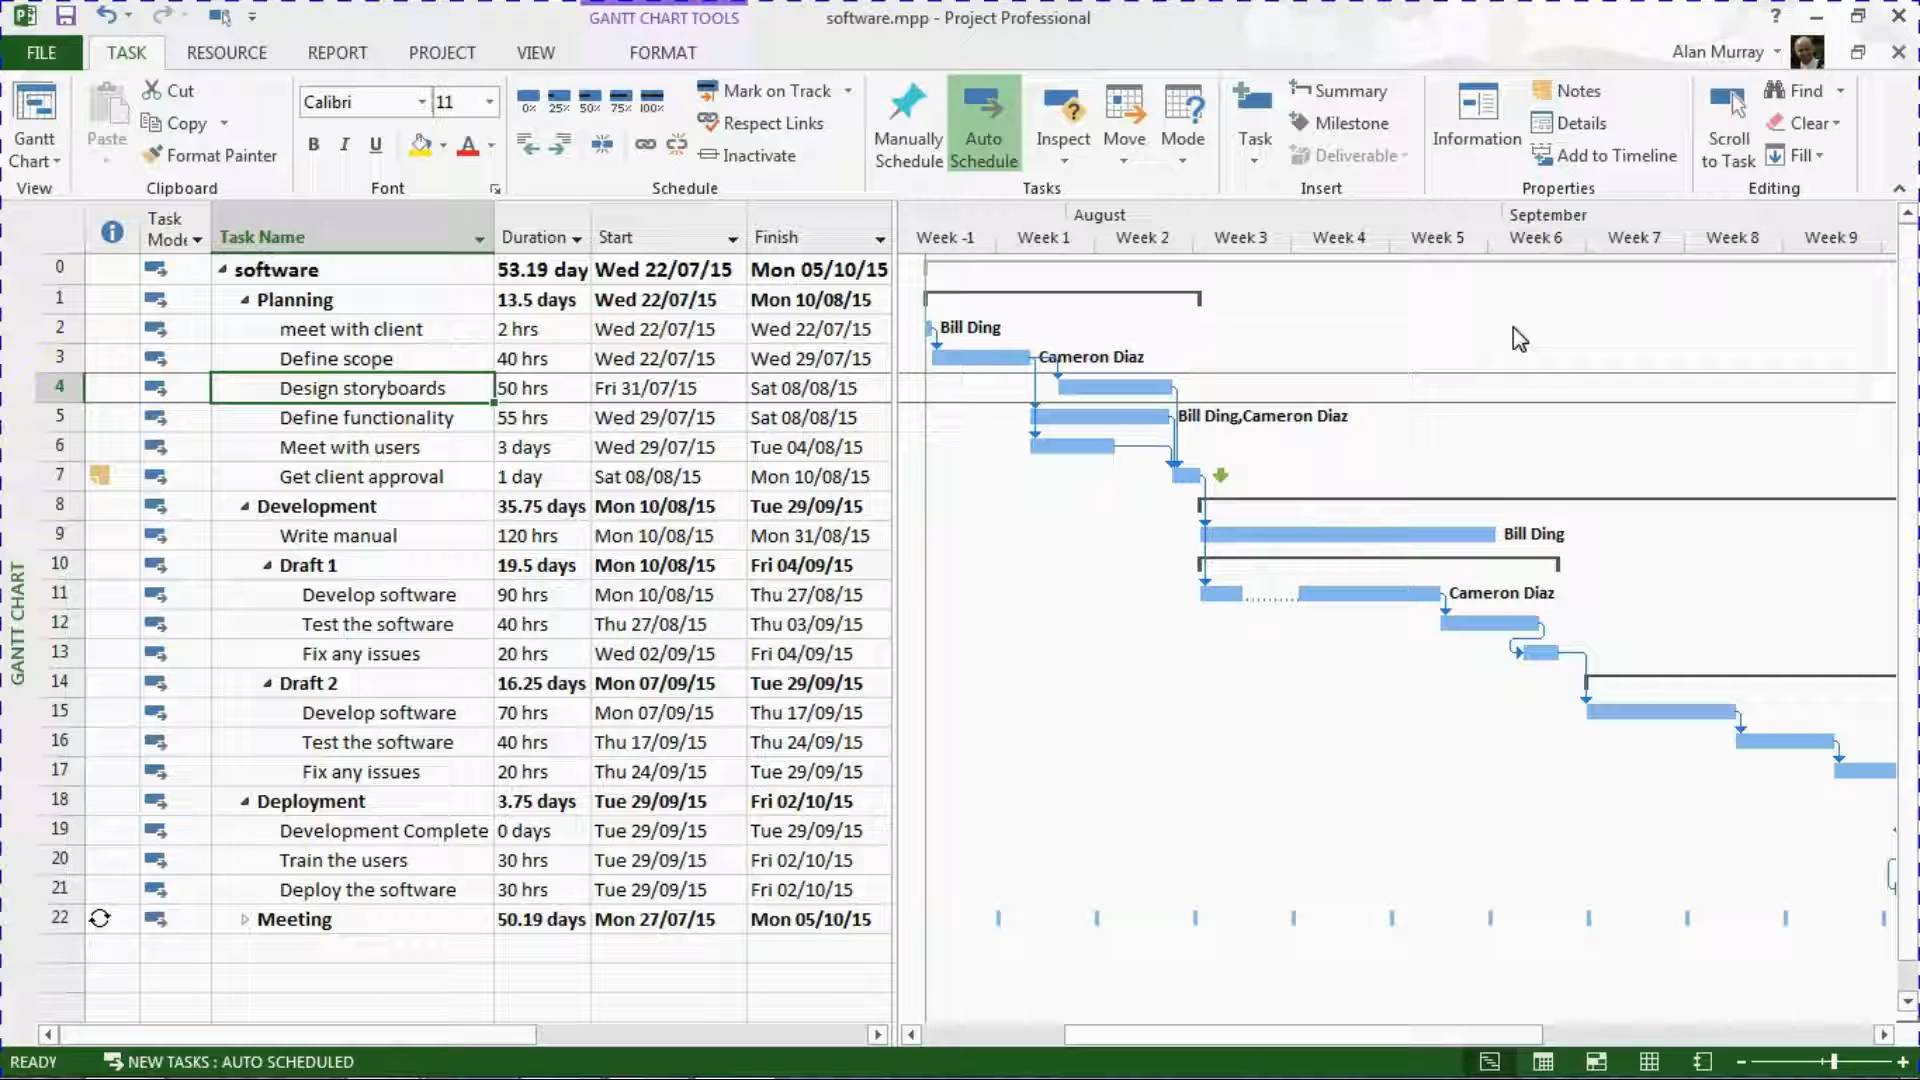 GANTT CHART TOOLS
software.mpp - Project Professional
?
FILE
TASK
RESOURCE
REPORT
PROJECT
VIEW
FORMAT
Alan Murray
Gantt Chart
View
Paste
Cut
Copy
Format Painter
Clipboard
Calibri
11
B I U
A
Font
0% 25% 50% 75% 100%
Mark on Track
Respect Links
Inactivate
Schedule
Manually Schedule
Auto Schedule
Inspect
Move
Mode
Tasks
Task
Summary
Milestone
Deliverable
Insert
Information
Notes
Details
Add to Timeline
Properties
Scroll to Task
Find
Clear
Fill
Editing
August
September
Task Mode
Task Name
Duration
Start
Finish
Week -1 Week 1 Week 2 Week 3 Week 4 Week 5 Week 6 Week 7 Week 8 Week 9
0 software 53.19 day Wed 22/07/15 Mon 05/10/15
1 Planning 13.5 days Wed 22/07/15 Mon 10/08/15
2 meet with client 2 hrs Wed 22/07/15 Wed 22/07/15 Bill Ding
3 Define scope 40 hrs Wed 22/07/15 Wed 29/07/15 Cameron Diaz
4 Design storyboards 50 hrs Fri 31/07/15 Sat 08/08/15
5 Define functionality 55 hrs Wed 29/07/15 Sat 08/08/15 Bill Ding,Cameron Diaz
6 Meet with users 3 days Wed 29/07/15 Tue 04/08/15
7 Get client approval 1 day Sat 08/08/15 Mon 10/08/15
8 Development 35.75 days Mon 10/08/15 Tue 29/09/15
9 Write manual 120 hrs Mon 10/08/15 Mon 31/08/15 Bill Ding
10 Draft 1 19.5 days Mon 10/08/15 Fri 04/09/15
11 Develop software 90 hrs Mon 10/08/15 Thu 27/08/15 Cameron Diaz
12 Test the software 40 hrs Thu 27/08/15 Thu 03/09/15
13 Fix any issues 20 hrs Wed 02/09/15 Fri 04/09/15
14 Draft 2 16.25 days Mon 07/09/15 Tue 29/09/15
15 Develop software 70 hrs Mon 07/09/15 Thu 17/09/15
16 Test the software 40 hrs Thu 17/09/15 Thu 24/09/15
17 Fix any issues 20 hrs Thu 24/09/15 Tue 29/09/15
18 Deployment 3.75 days Tue 29/09/15 Fri 02/10/15
19 Development Complete 0 days Tue 29/09/15 Tue 29/09/15
20 Train the users 30 hrs Tue 29/09/15 Fri 02/10/15
21 Deploy the software 30 hrs Tue 29/09/15 Fri 02/10/15
22 Meeting 50.19 days Mon 27/07/15 Mon 05/10/15
GANTT CHART
READY
NEW TASKS : AUTO SCHEDULED